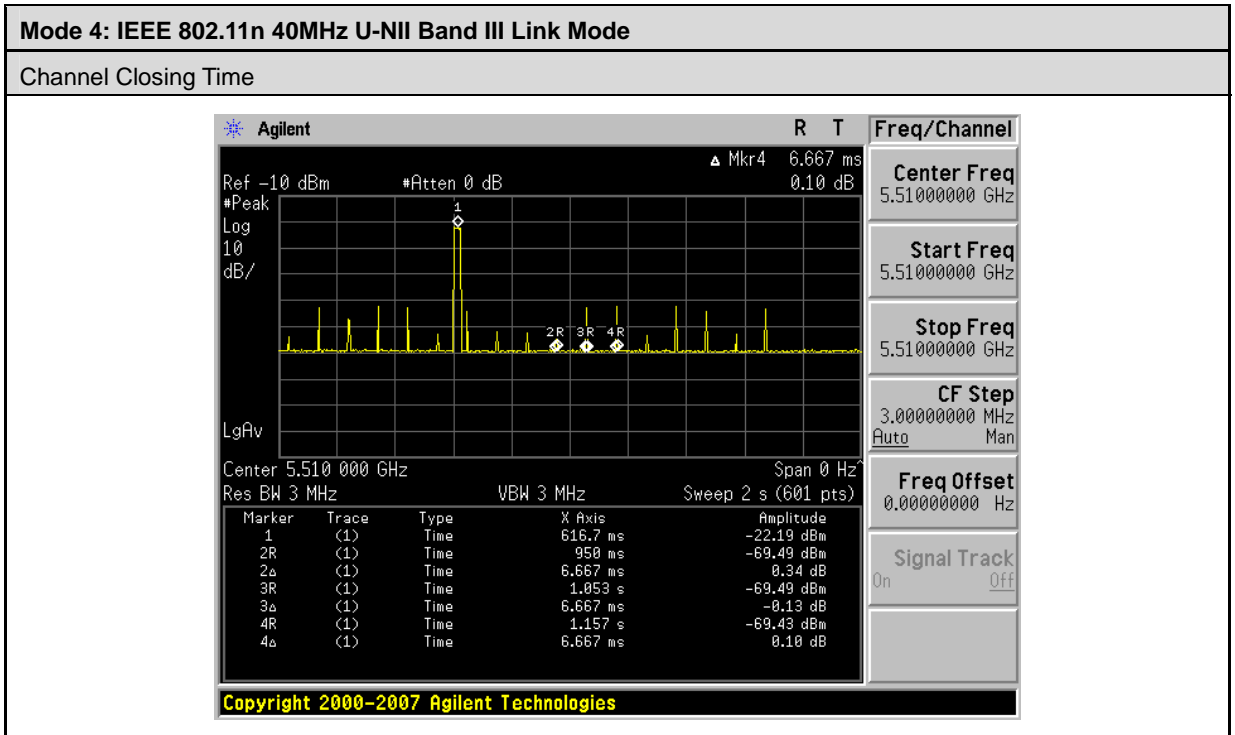 Mode 4: IEEE 802.11n 40MHz U-NII Band III Link Mode
Channel Closing Time
Agilent R T
Δ Mkr4 6.667 ms
Ref -10 dBm #Atten 0 dB 0.10 dB
#Peak
Log
10
dB/
1
2R 3R 4R
LgAv
Center 5.510 000 GHz Span 0 Hz^
Res BW 3 MHz VBW 3 MHz Sweep 2 s (601 pts)
Marker Trace Type X Axis Amplitude
1 (1) Time 616.7 ms -22.19 dBm
2R (1) Time 950 ms -69.49 dBm
2Δ (1) Time 6.667 ms 0.34 dB
3R (1) Time 1.053 s -69.49 dBm
3Δ (1) Time 6.667 ms -0.13 dB
4R (1) Time 1.157 s -69.43 dBm
4Δ (1) Time 6.667 ms 0.10 dB
Copyright 2000-2007 Agilent Technologies
Freq/Channel
Center Freq
5.51000000 GHz
Start Freq
5.51000000 GHz
Stop Freq
5.51000000 GHz
CF Step
3.00000000 MHz
Auto Man
Freq Offset
0.00000000 Hz
Signal Track
On Off